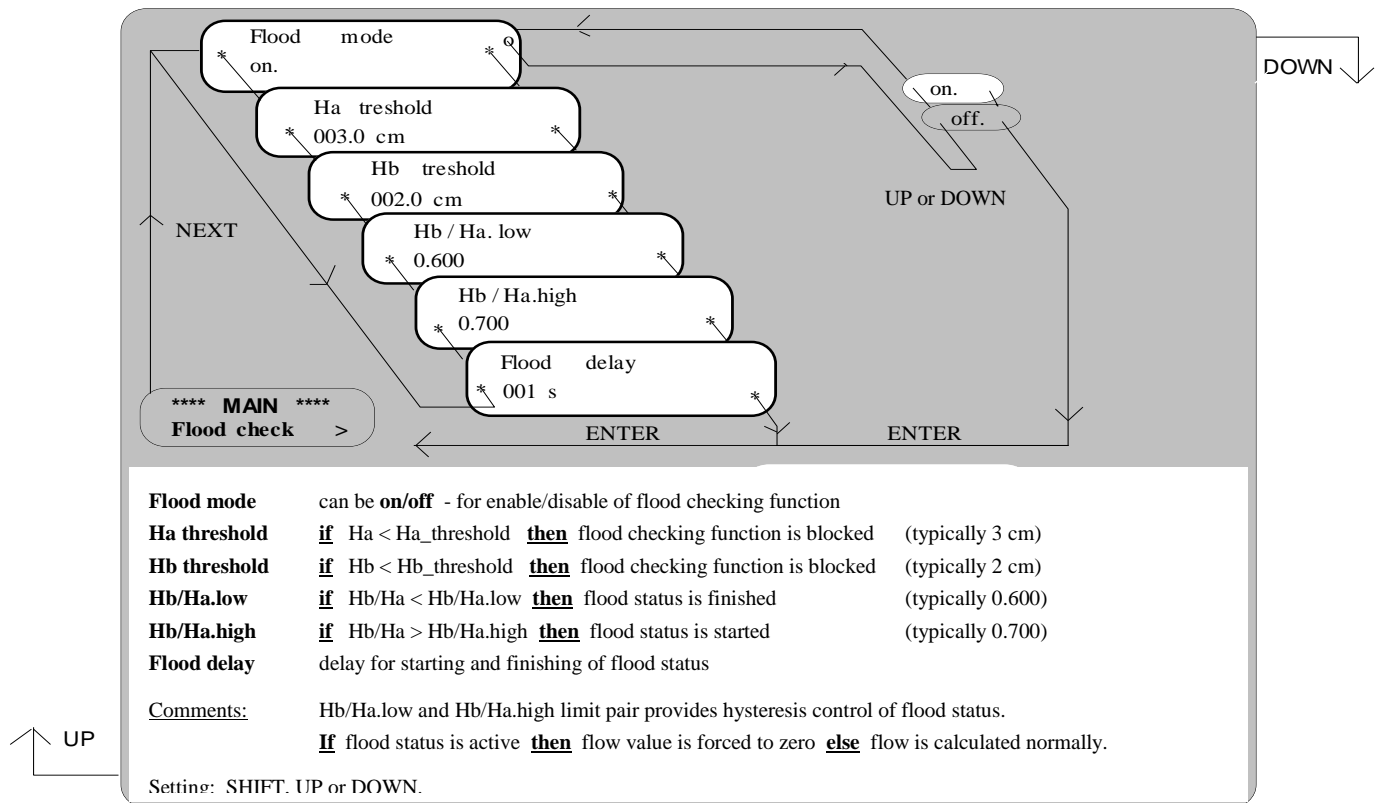 Flood mode o
* *
on.
DOWN
on.
off.
Ha treshold
* 003.0 cm *
Hb treshold
* 002.0 cm *
UP or DOWN
NEXT
Hb / Ha. low
* 0.600 *
Hb / Ha.high
* 0.700 *
Flood delay
* 001 s *
**** MAIN ****
Flood check >
ENTER ENTER
Flood mode can be on/off - for enable/disable of flood checking function
Ha threshold if Ha < Ha_threshold then flood checking function is blocked (typically 3 cm)
Hb threshold if Hb < Hb_threshold then flood checking function is blocked (typically 2 cm)
Hb/Ha.low if Hb/Ha < Hb/Ha.low then flood status is finished (typically 0.600)
Hb/Ha.high if Hb/Ha > Hb/Ha.high then flood status is started (typically 0.700)
Flood delay delay for starting and finishing of flood status
Comments: Hb/Ha.low and Hb/Ha.high limit pair provides hysteresis control of flood status.
If flood status is active then flow value is forced to zero else flow is calculated normally.
UP
Setting: SHIFT, UP or DOWN.